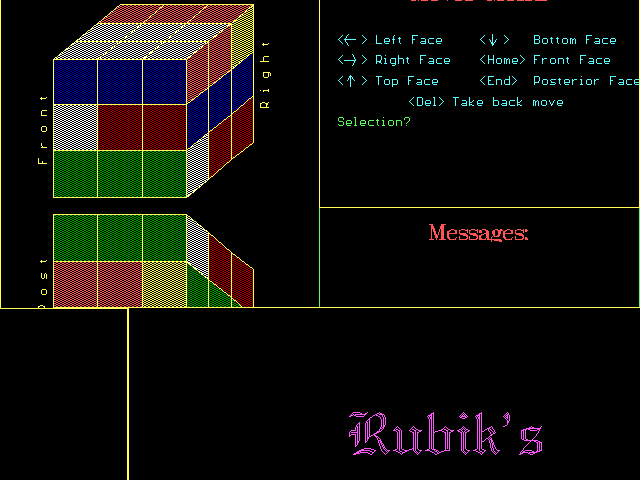 <←> Left Face <↓> Bottom Face
<→> Right Face <Home> Front Face
<↑> Top Face <End> Posterior Face
<Del> Take back move
Selection?
Front
Right
Messages:
Rubik's